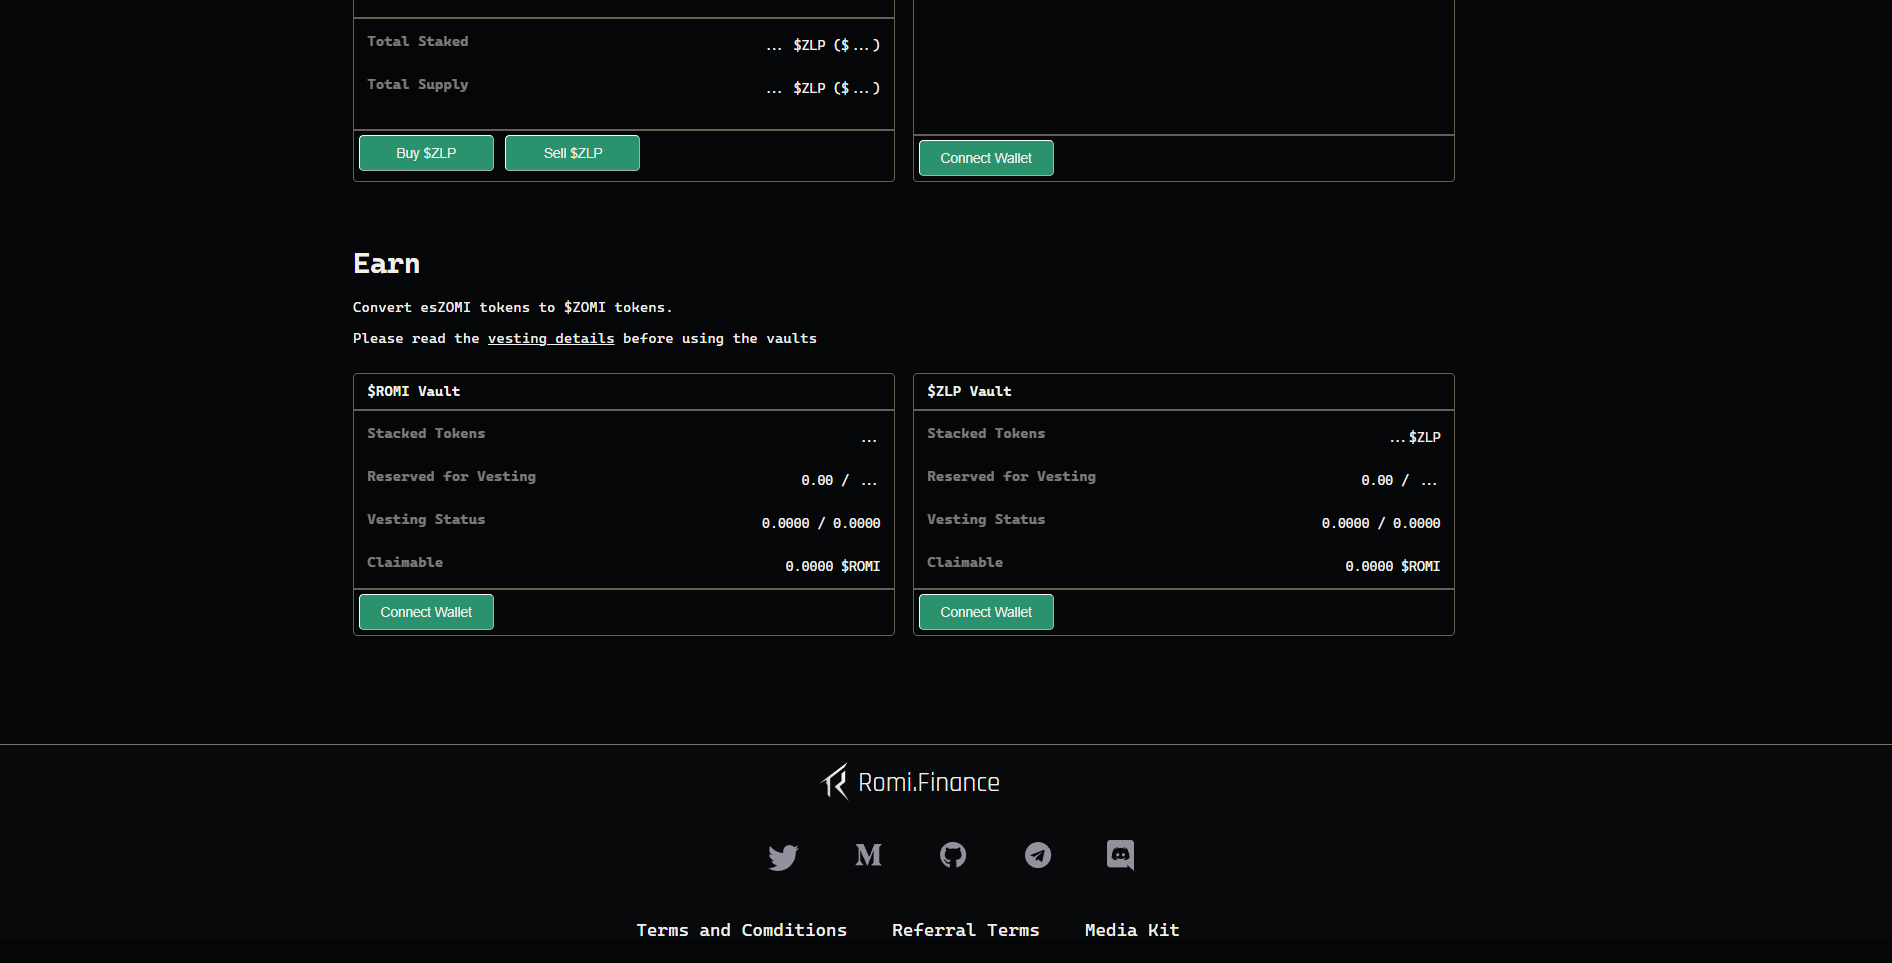 Total Staked ... $ZLP ($...)
Total Supply ... $ZLP ($...)
Buy $ZLP Sell $ZLP
Connect Wallet
Earn
Convert esZOMI tokens to $ZOMI tokens.
Please read the vesting details before using the vaults
$ROMI Vault
Stacked Tokens ...
Reserved for Vesting 0.00 / ...
Vesting Status 0.0000 / 0.0000
Claimable 0.0000 $ROMI
Connect Wallet
$ZLP Vault
Stacked Tokens ...$ZLP
Reserved for Vesting 0.00 / ...
Vesting Status 0.0000 / 0.0000
Claimable 0.0000 $ROMI
Connect Wallet
Romi.Finance
Terms and Comditions Referral Terms Media Kit